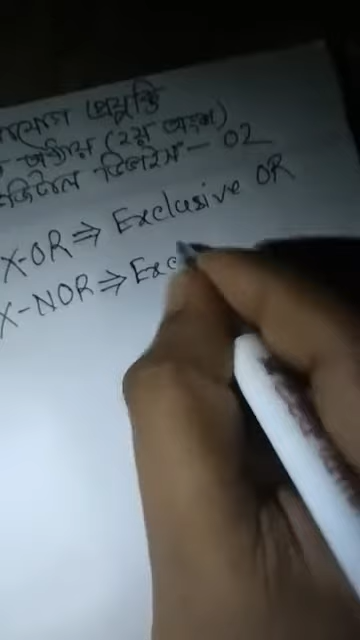 প্রযুক্তি
অধ্যায় (২য় অংশ)
ডিজিটাল ডিভাইস - 02
X-OR ⇒ Exclusive OR
X-NOR ⇒ Exc